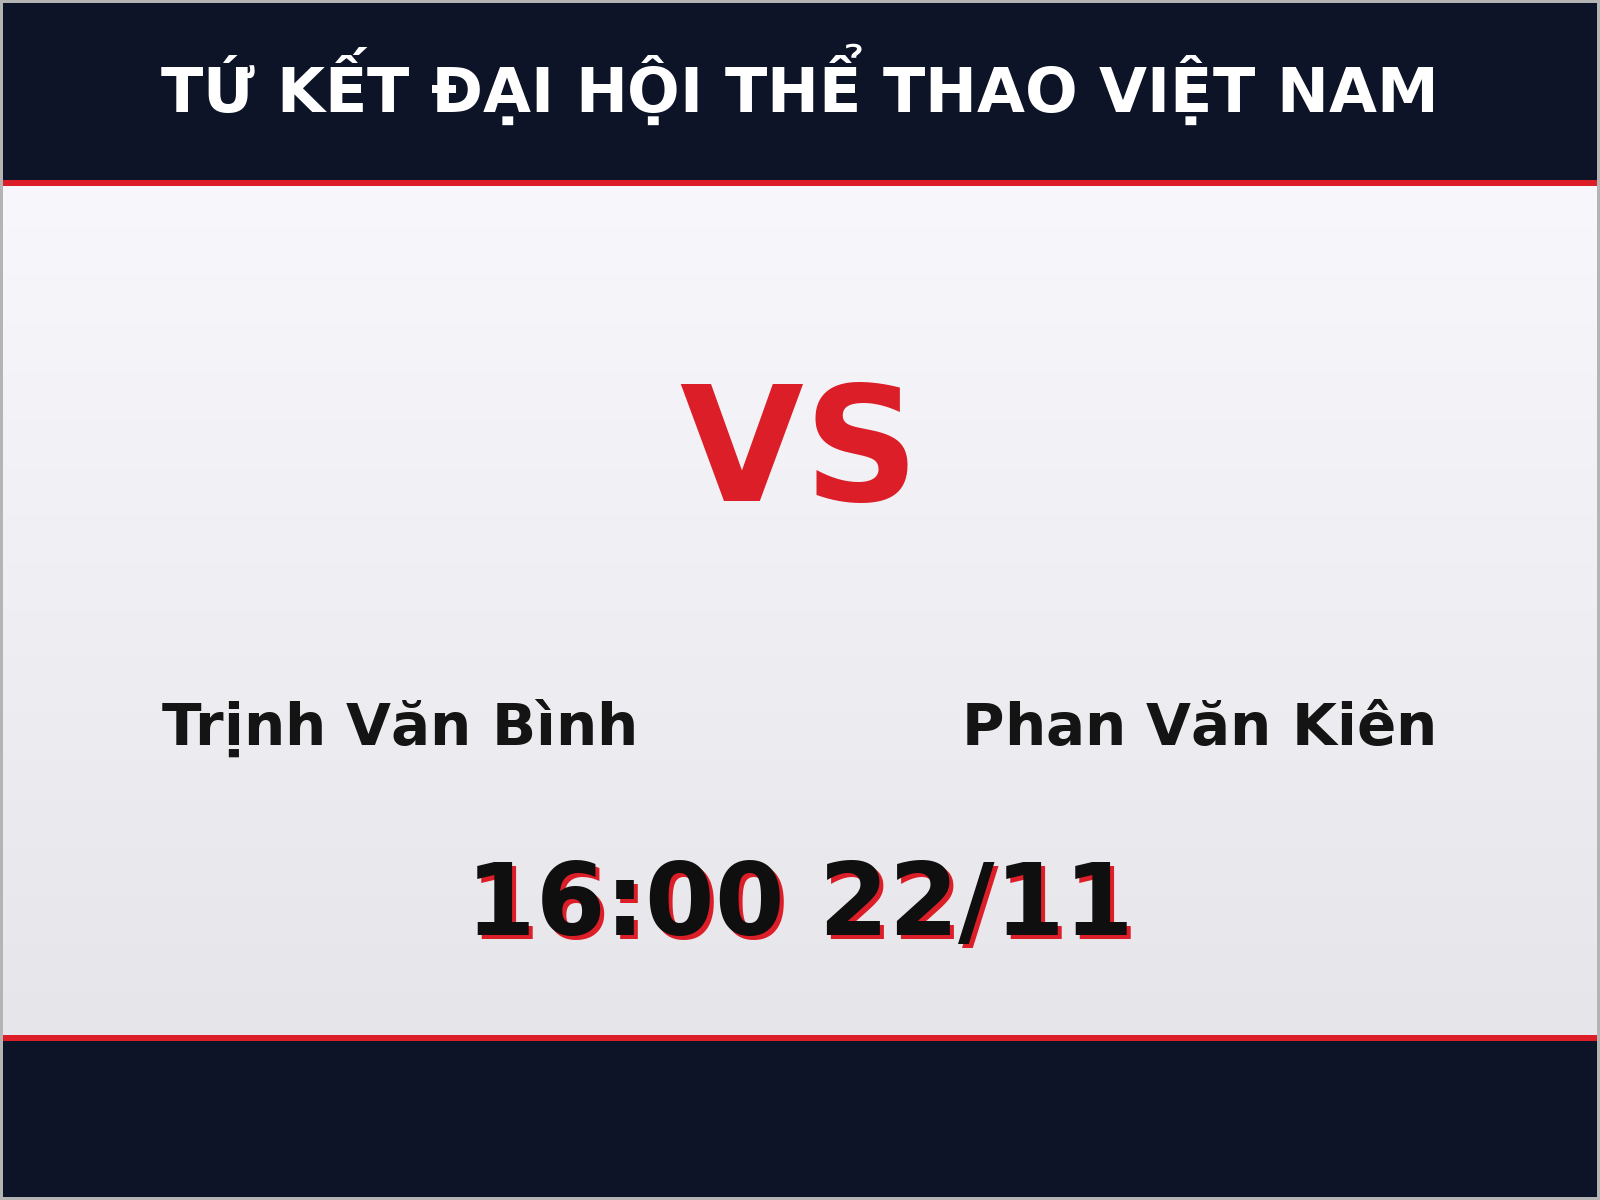 TỨ KẾT ĐẠI HỘI THỂ THAO VIỆT NAM
VS
Trịnh Văn Bình
Phan Văn Kiên
16:00 22/11